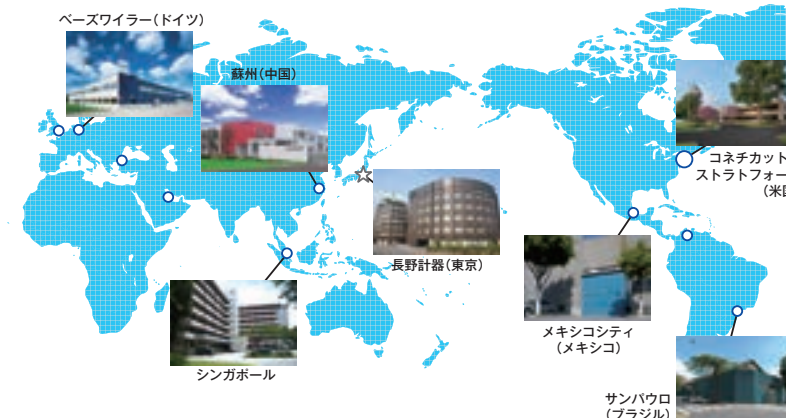 ベーズワイラー(ドイツ)
蘇州(中国)
コネチカット
ストラトフォー
(米国
長野計器(東京)
シンガポール
メキシコシティ
(メキシコ)
サンパウロ
(ブラジル)